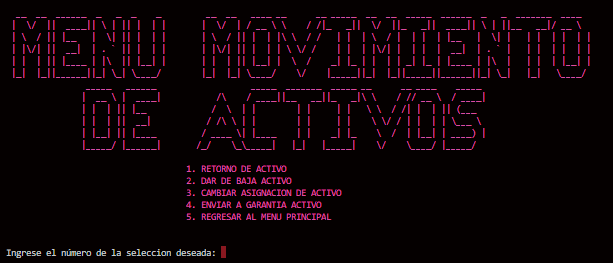 MENU MOVIMIENTO
DE ACTIVOS
1. RETORNO DE ACTIVO
2. DAR DE BAJA ACTIVO
3. CAMBIAR ASIGNACION DE ACTIVO
4. ENVIAR A GARANTIA ACTIVO
5. REGRESAR AL MENU PRINCIPAL
Ingrese el número de la seleccion deseada: